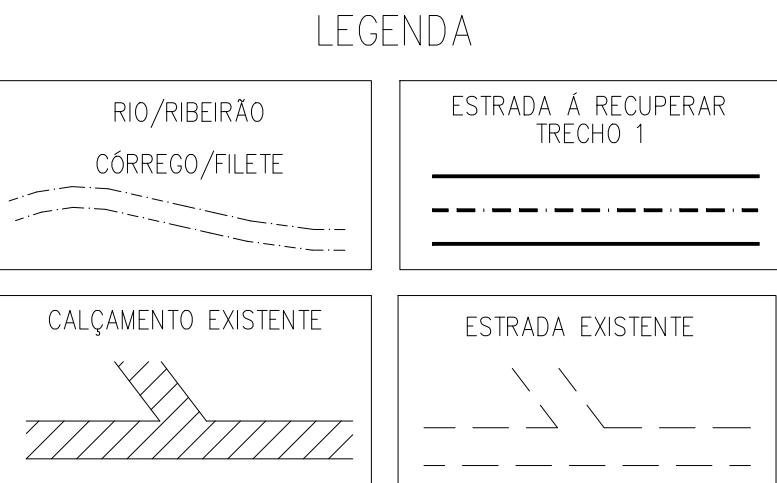 LEGENDA
RIO/RIBEIRÃO
CÓRREGO/FILETE
ESTRADA Á RECUPERAR
TRECHO 1
CALÇAMENTO EXISTENTE
ESTRADA EXISTENTE